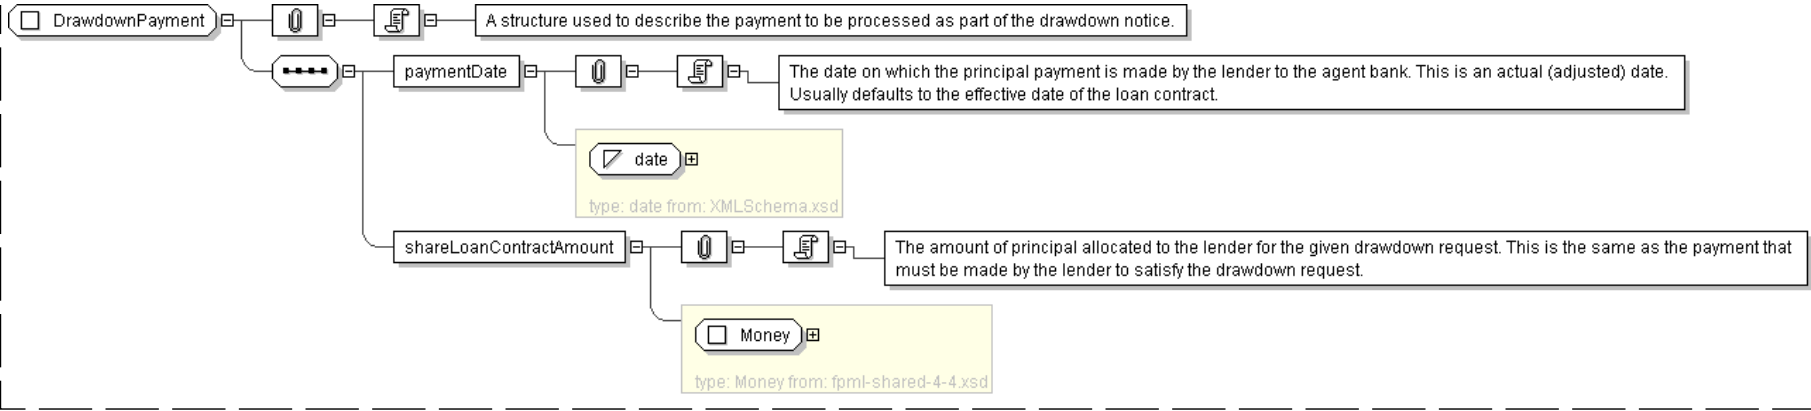 DrawdownPayment
A structure used to describe the payment to be processed as part of the drawdown notice.
paymentDate
The date on which the principal payment is made by the lender to the agent bank. This is an actual (adjusted) date.
Usually defaults to the effective date of the loan contract.
date
type: date from: XMLSchema.xsd
shareLoanContractAmount
The amount of principal allocated to the lender for the given drawdown request. This is the same as the payment that
must be made by the lender to satisfy the drawdown request.
Money
type: Money from: fpml-shared-4-4.xsd